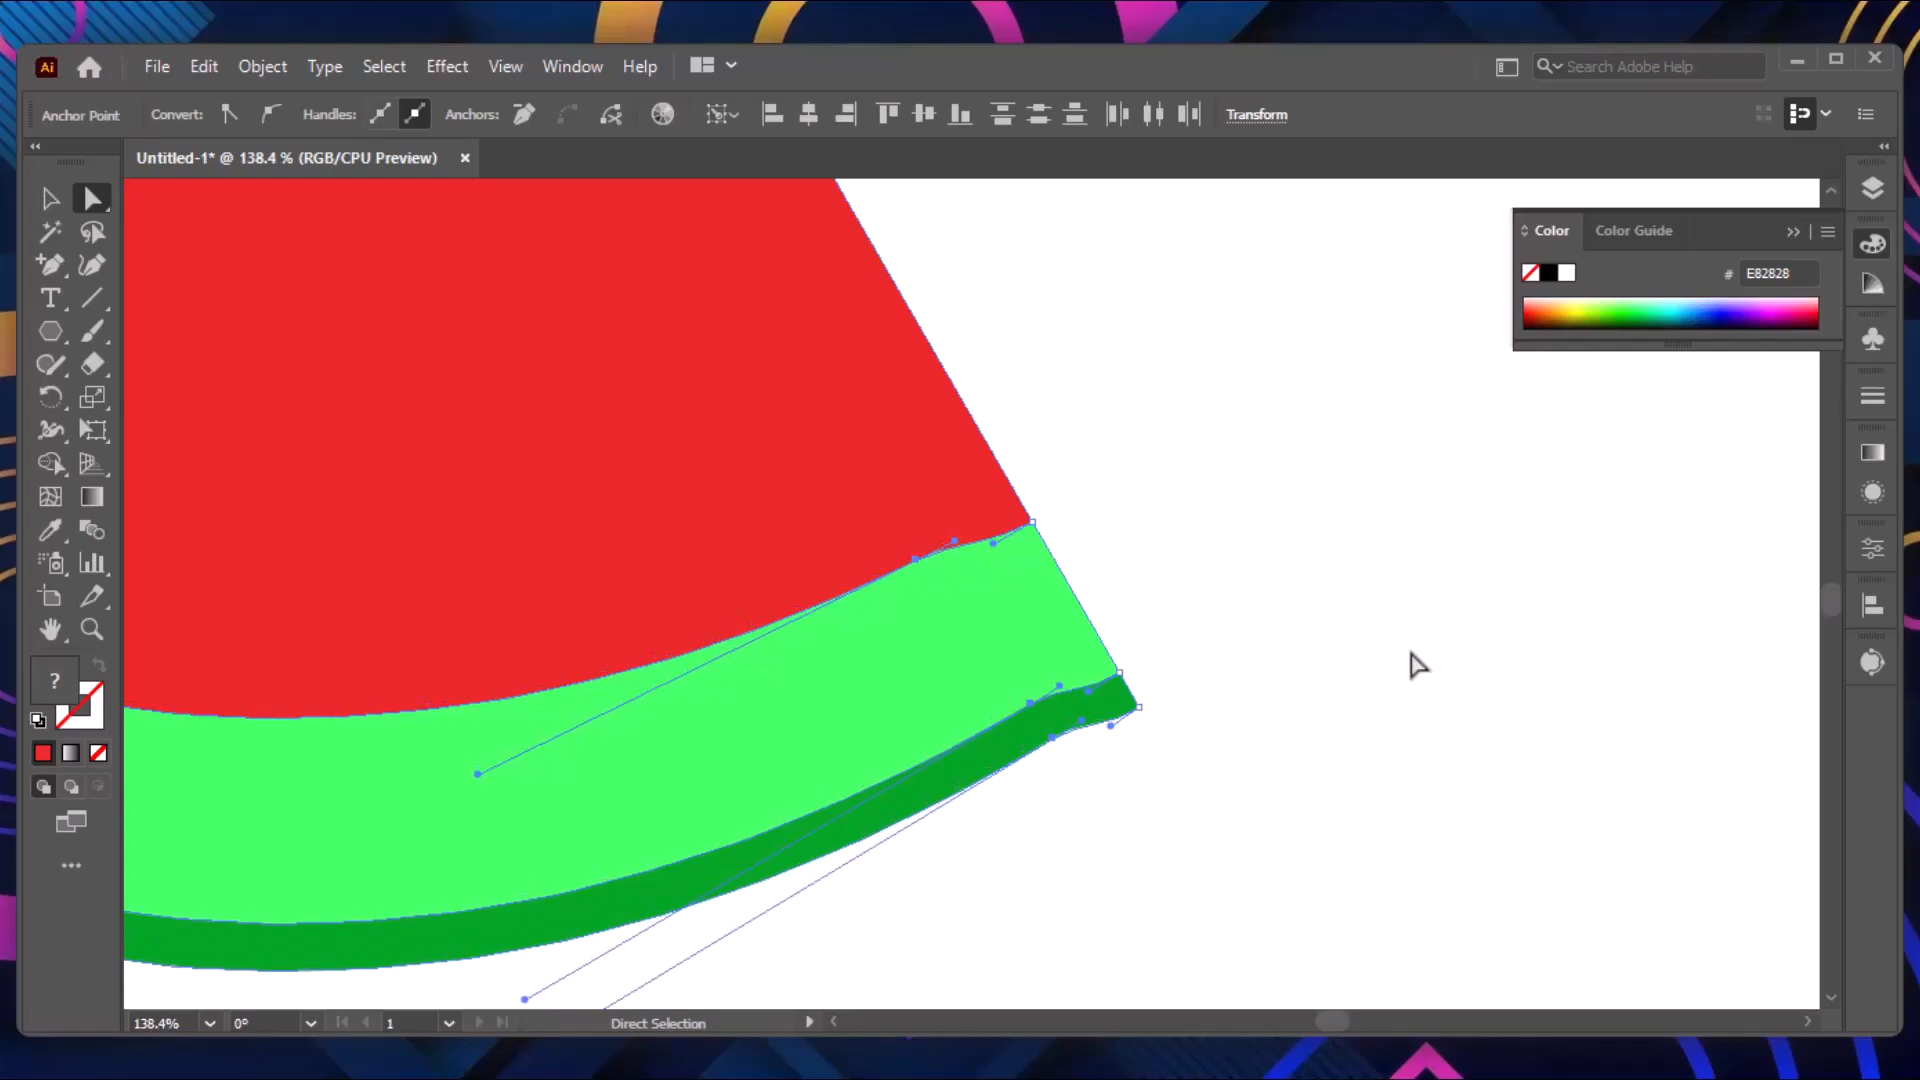 Ai File Edit Object Type Select Effect View Window Help Search Adobe Help
Anchor Point Convert: Handles: Anchors: Transform
Untitled-1* @ 138.4 % (RGB/CPU Preview) ×
Color Color Guide
# E82828
T
?
138.4% 0° 1 Direct Selection